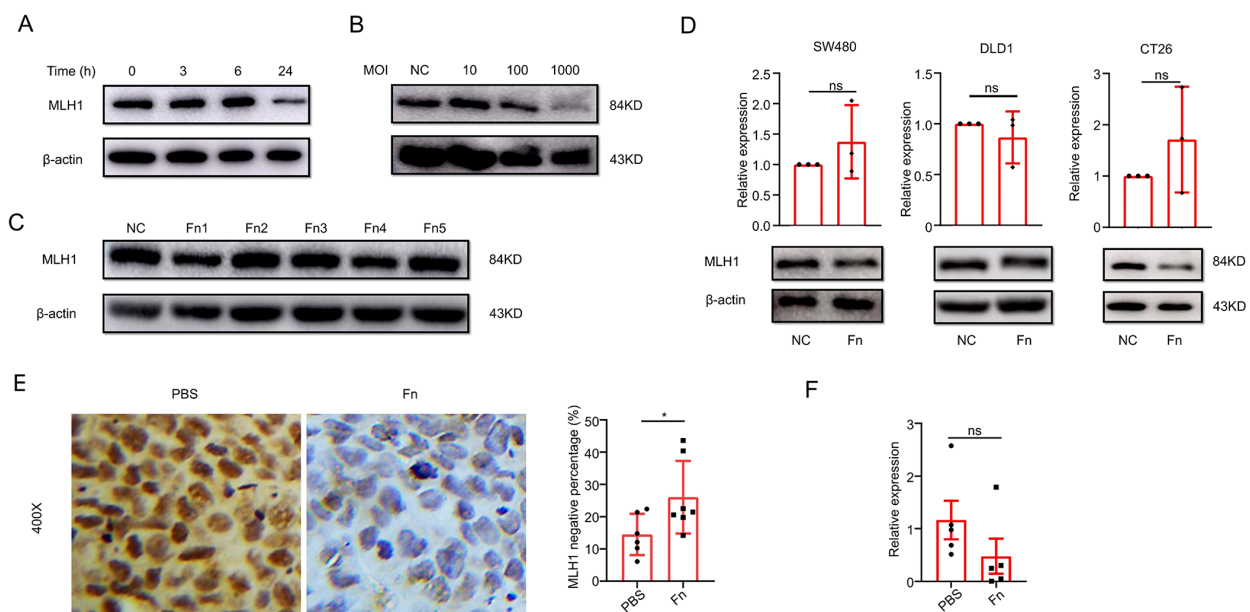 A
Time (h) 0 3 6 24
MLH1
β-actin
B
MOI NC 10 100 1000
84KD
43KD
C
NC Fn1 Fn2 Fn3 Fn4 Fn5
MLH1 84KD
β-actin 43KD
D
SW480 DLD1 CT26
Relative expression
2.5
2.0
1.5
1.0
0.5
0.0
ns
Relative expression
1.5
1.0
0.5
0.0
ns
Relative expression
3
2
1
0
ns
MLH1 84KD
β-actin 43KD
NC Fn NC Fn NC Fn
E
PBS Fn
400X
MLH1 negative percentage (%)
50
40
30
20
10
0
*
PBS Fn
F
Relative expression
3
2
1
0
ns
PBS Fn